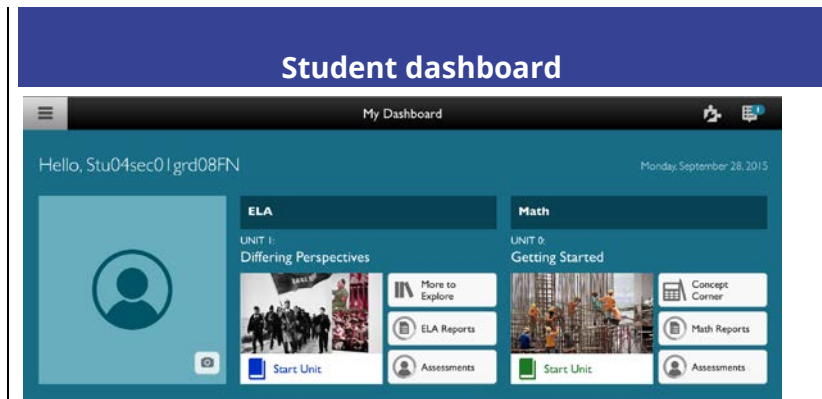 Student dashboard
My Dashboard
Hello, Stu04sec01grd08FN
Monday, September 28, 2015
ELA
UNIT 1:
Differing Perspectives
More to
Explore
ELA Reports
Start Unit
Assessments
Math
UNIT 0:
Getting Started
Concept
Corner
Math Reports
Start Unit
Assessments